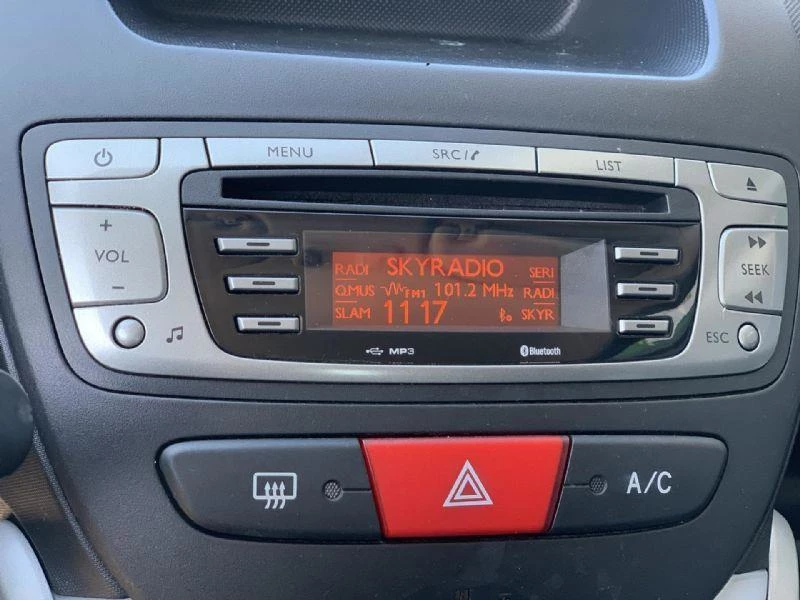 MENU SRC/ LIST
+
VOL
−
SEEK
ESC
RADI SKYRADIO SERI
Q.MUS FM1 101.2 MHz RADI
SLAM 11 17 SKYR
MP3 Bluetooth
A/C